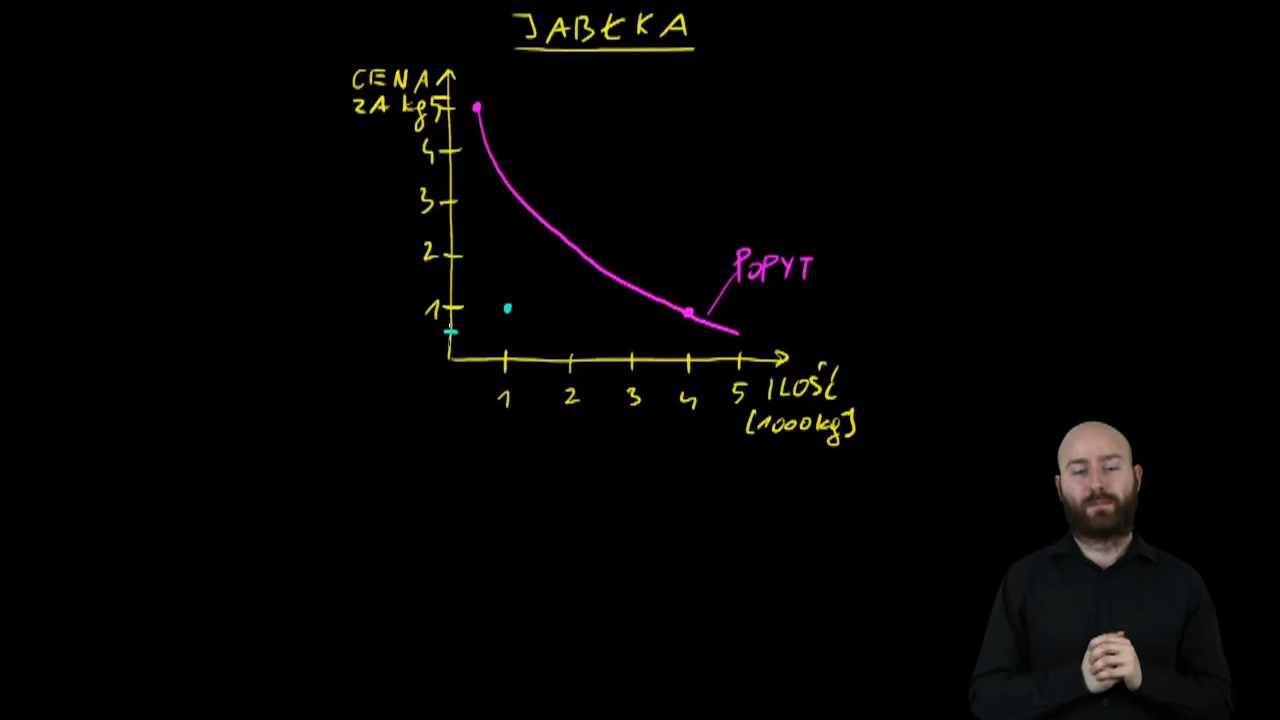 JABŁKA
CENA
ZA kg
5
4
3
2
1
POPYT
1 2 3 4 5 ILOŚĆ
[1000kg]